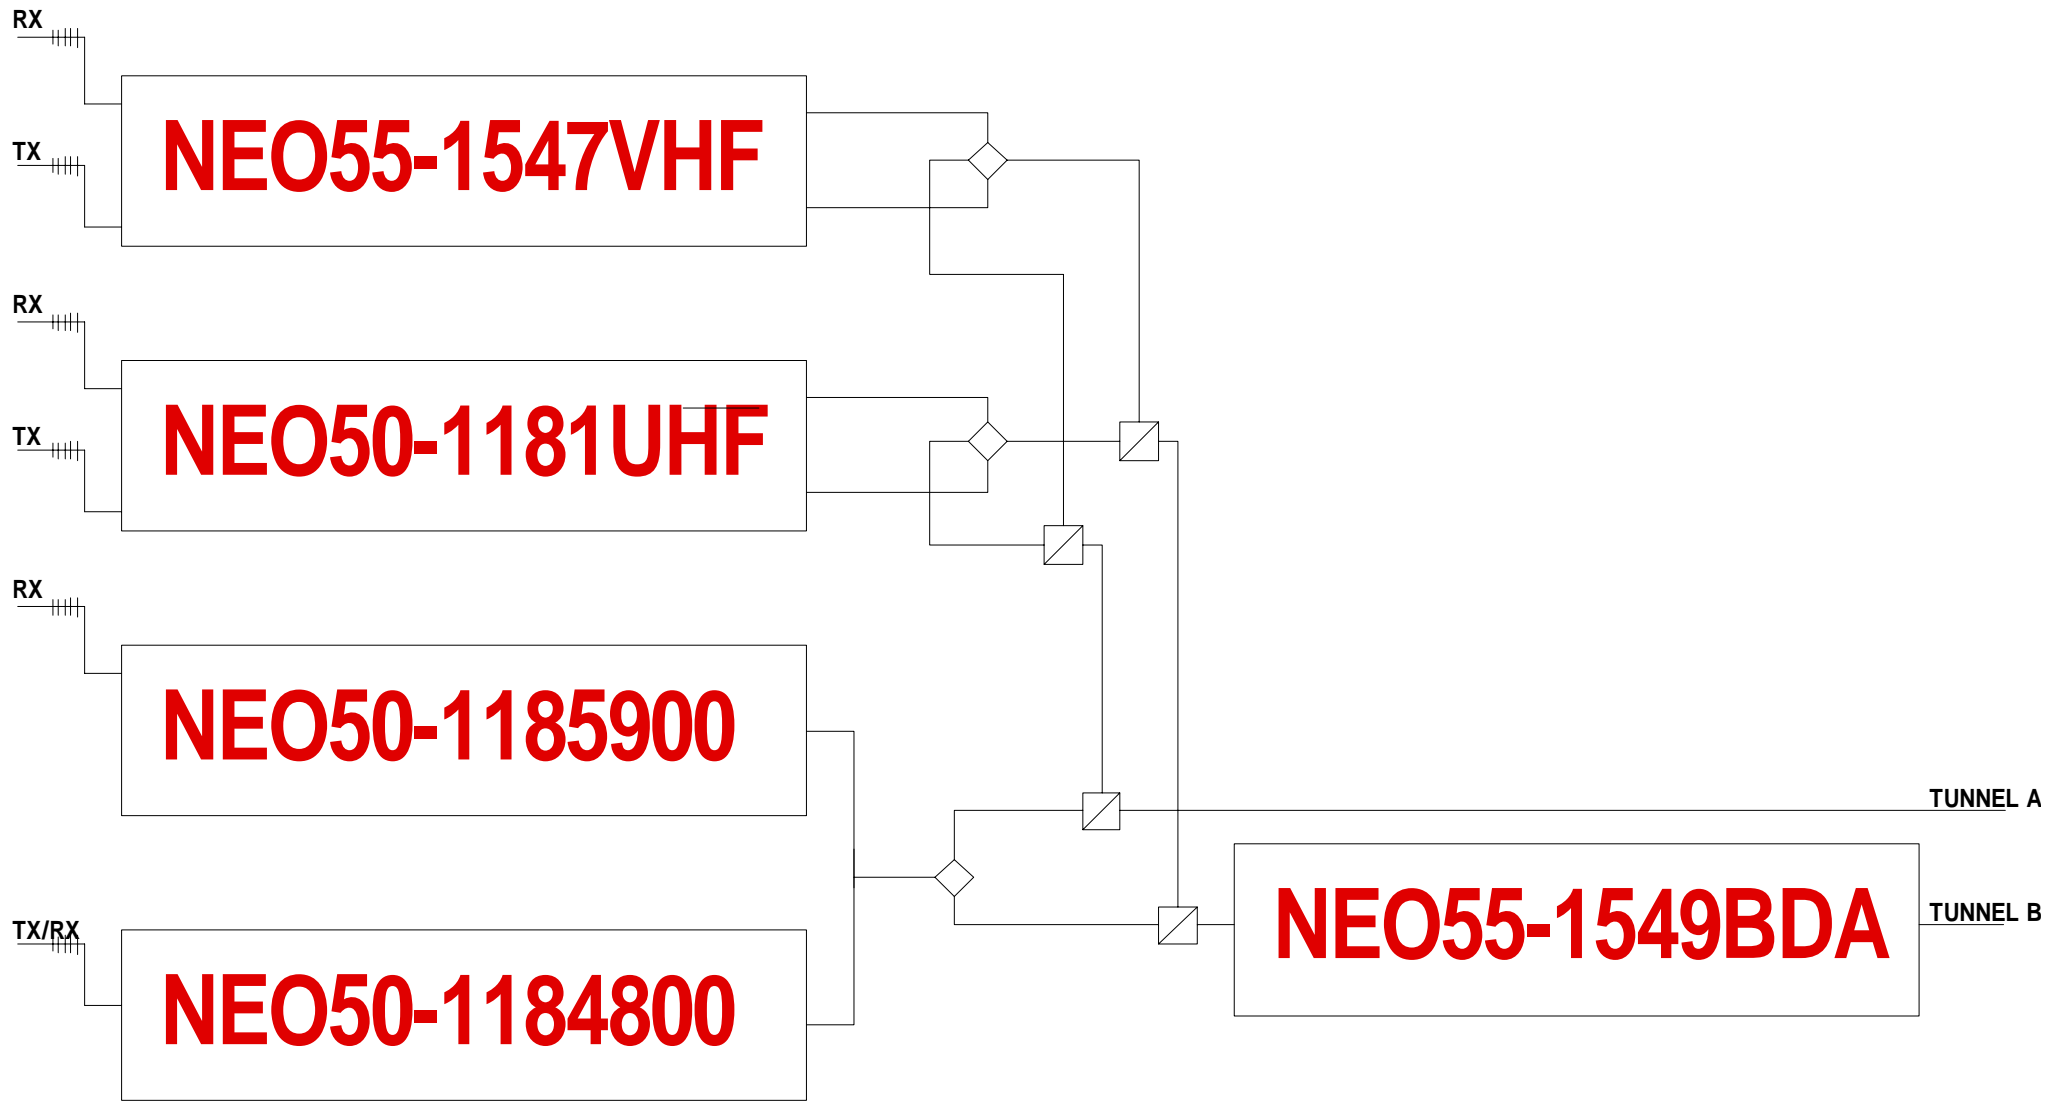 RX
NEO55-1547VHF
TX
RX
NEO50-1181UHF
TX
RX
NEO50-1185900
TUNNEL A
TUNNEL B
NEO55-1549BDA
TX/RX
NEO50-1184800